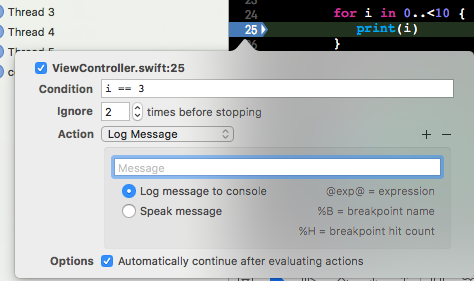 Thread 3
Thread 4
Thread 5
24 for i in 0..<10 {
25 print(i)
26 }
ViewController.swift:25
Condition i == 3
Ignore 2 times before stopping
Action Log Message + −
Message
Log message to console @exp@ = expression
Speak message %B = breakpoint name
%H = breakpoint hit count
Options Automatically continue after evaluating actions